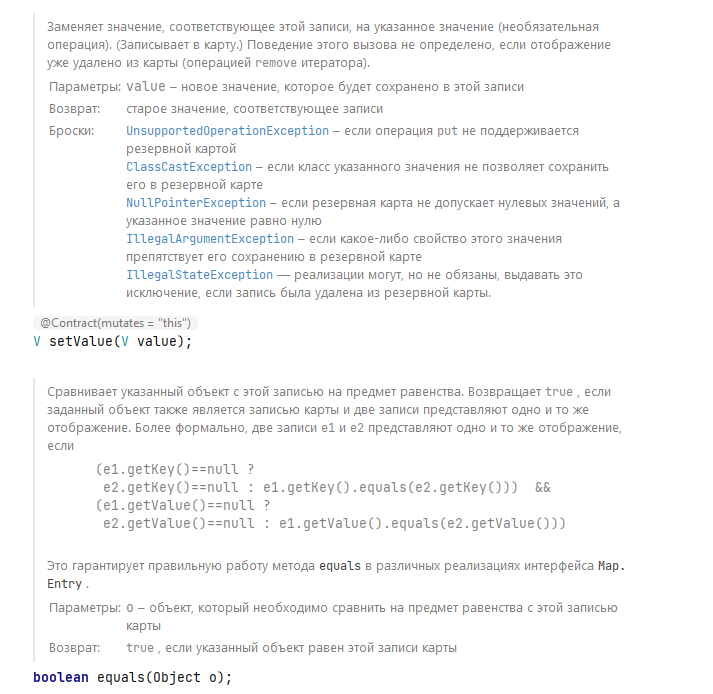 Заменяет значение, соответствующее этой записи, на указанное значение (необязательная
операция). (Записывает в карту.) Поведение этого вызова не определено, если отображение
уже удалено из карты (операцией remove итератора).
Параметры: value – новое значение, которое будет сохранено в этой записи
Возврат: старое значение, соответствующее записи
Броски: UnsupportedOperationException – если операция put не поддерживается
резервной картой
ClassCastException – если класс указанного значения не позволяет сохранить
его в резервной карте
NullPointerException – если резервная карта не допускает нулевых значений, а
указанное значение равно нулю
IllegalArgumentException – если какое-либо свойство этого значения
препятствует его сохранению в резервной карте
IllegalStateException — реализации могут, но не обязаны, выдавать это
исключение, если запись была удалена из резервной карты.
@Contract(mutates = "this")
V setValue(V value);
Сравнивает указанный объект с этой записью на предмет равенства. Возвращает true , если
заданный объект также является записью карты и две записи представляют одно и то же
отображение. Более формально, две записи e1 и e2 представляют одно и то же отображение,
если
(e1.getKey()==null ?
e2.getKey()==null : e1.getKey().equals(e2.getKey())) &&
(e1.getValue()==null ?
e2.getValue()==null : e1.getValue().equals(e2.getValue()))
Это гарантирует правильную работу метода equals в различных реализациях интерфейса Map.
Entry .
Параметры: o – объект, который необходимо сравнить на предмет равенства с этой записью
карты
Возврат: true , если указанный объект равен этой записи карты
boolean equals(Object o);